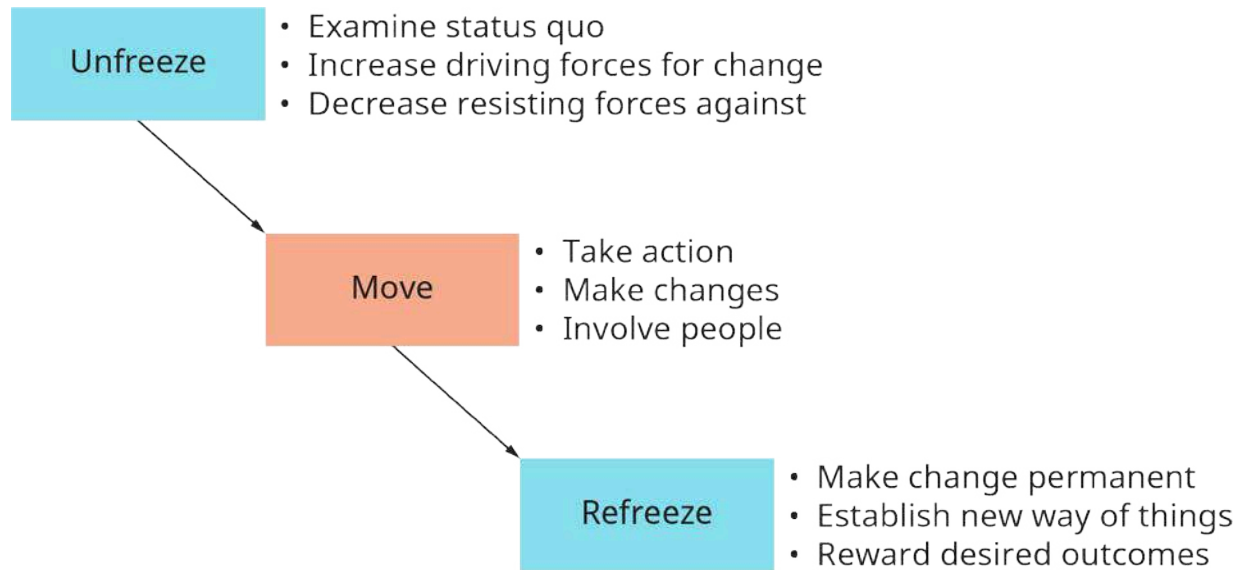 Unfreeze
• Examine status quo
• Increase driving forces for change
• Decrease resisting forces against
Move
• Take action
• Make changes
• Involve people
Refreeze
• Make change permanent
• Establish new way of things
• Reward desired outcomes